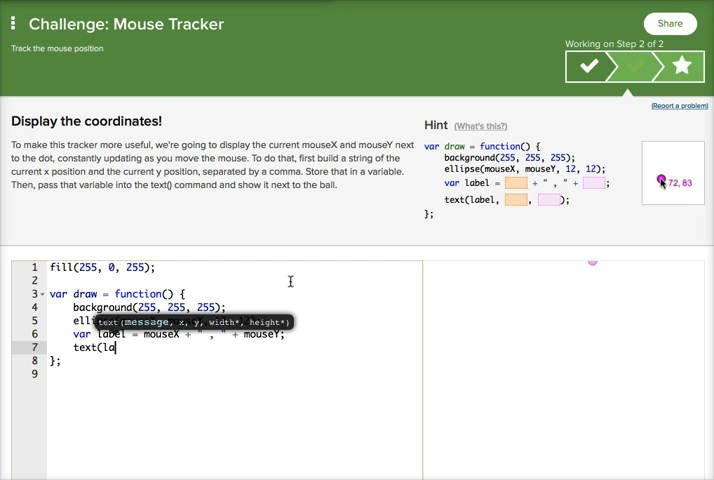 Challenge: Mouse Tracker
Share
Track the mouse position
Working on Step 2 of 2
(Report a problem)
Display the coordinates!
To make this tracker more useful, we're going to display the current mouseX and mouseY next
to the dot, constantly updating as you move the mouse. To do that, first build a string of the
current x position and the current y position, separated by a comma. Store that in a variable.
Then, pass that variable into the text() command and show it next to the ball.
Hint (What's this?)
var draw = function() {
background(255, 255, 255);
ellipse(mouseX, mouseY, 12, 12);
var label = + " , " + ;
text(label, , );
};
72, 83
1 fill(255, 0, 255);
2
3 var draw = function() {
4 background(255, 255, 255);
5 elli
text(message, x, y, width*, height*)
6 var label = mouseX + " , " + mouseY;
7 text(la
8 };
9